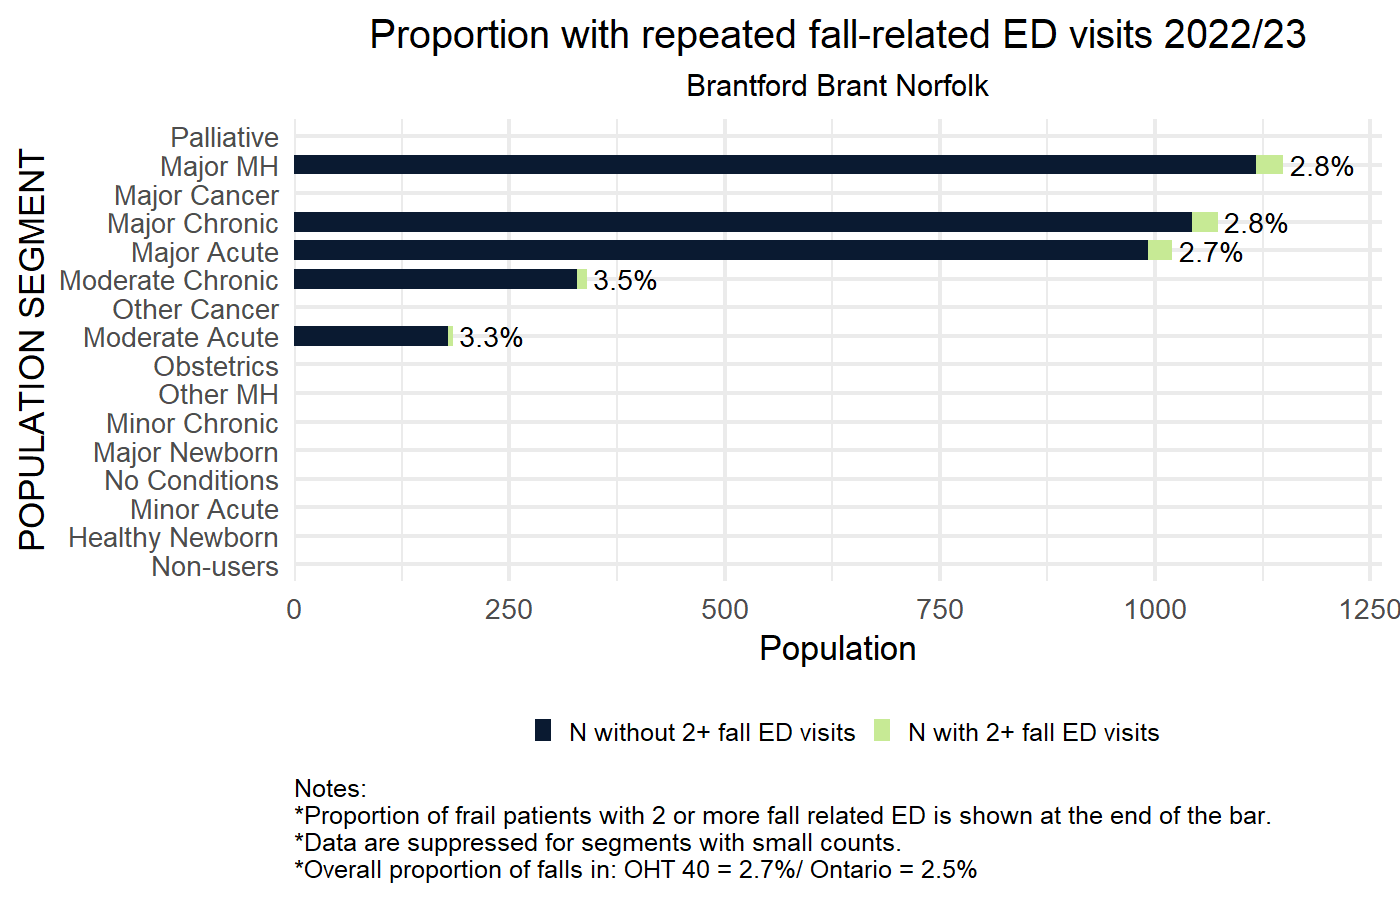 Proportion with repeated fall-related ED visits 2022/23
Brantford Brant Norfolk
POPULATION SEGMENT
Palliative
Major MH
2.8%
Major Cancer
Major Chronic
2.8%
Major Acute
2.7%
Moderate Chronic
3.5%
Other Cancer
Moderate Acute
3.3%
Obstetrics
Other MH
Minor Chronic
Major Newborn
No Conditions
Minor Acute
Healthy Newborn
Non-users
0 250 500 750 1000 1250
Population
N without 2+ fall ED visits N with 2+ fall ED visits
Notes:
*Proportion of frail patients with 2 or more fall related ED is shown at the end of the bar.
*Data are suppressed for segments with small counts.
*Overall proportion of falls in: OHT 40 = 2.7%/ Ontario = 2.5%